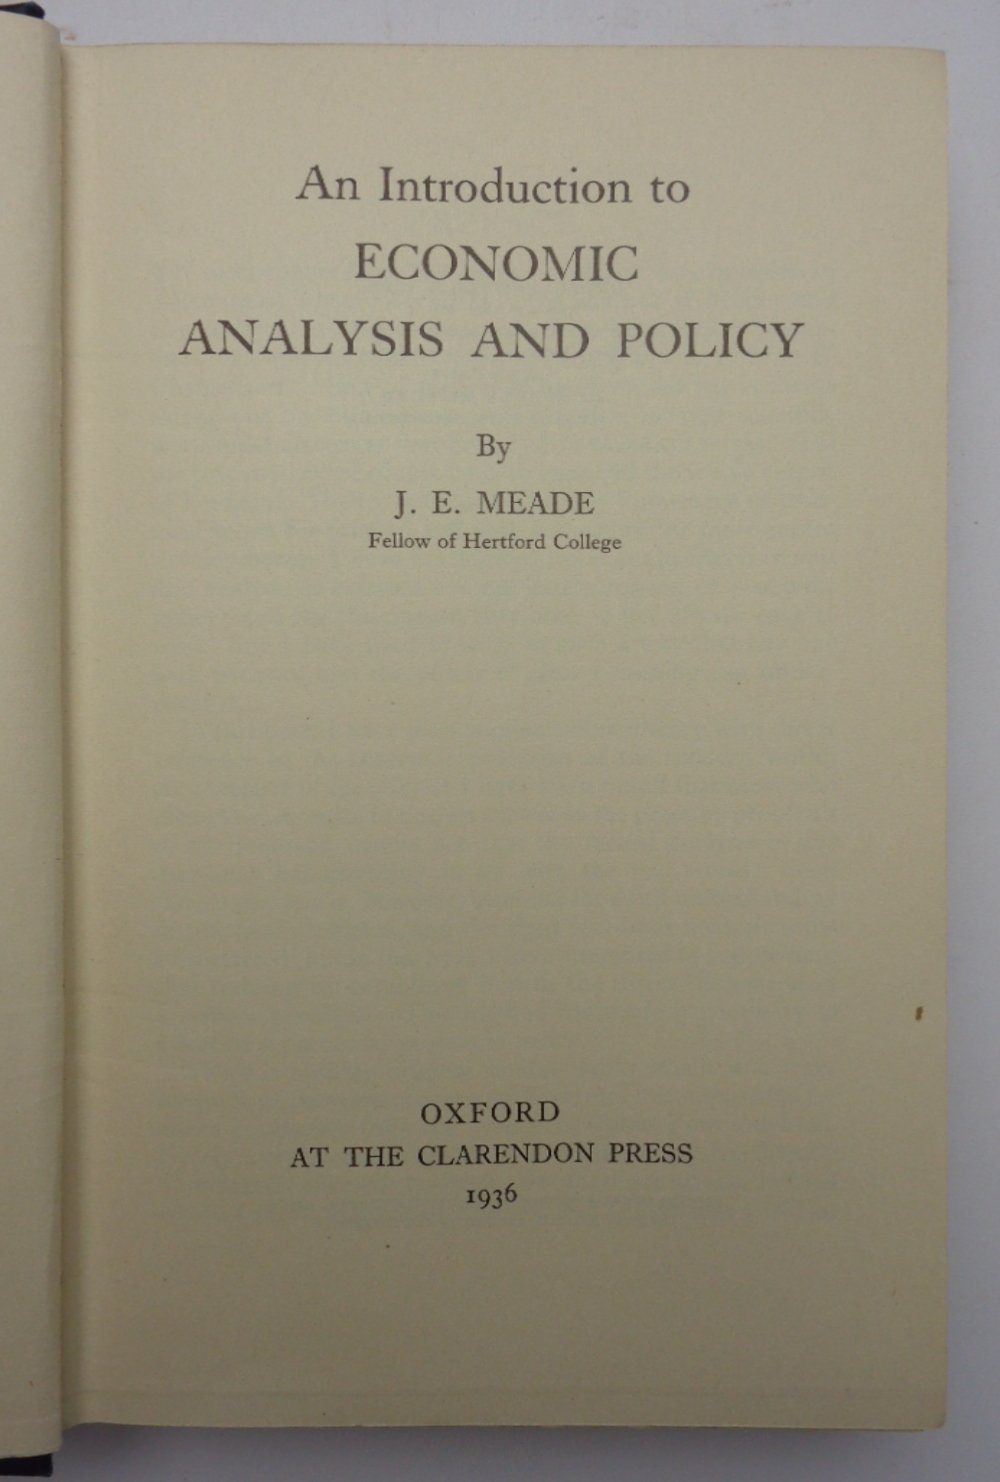 An Introduction to
ECONOMIC
ANALYSIS AND POLICY
By
J. E. MEADE
Fellow of Hertford College
OXFORD
AT THE CLARENDON PRESS
1936